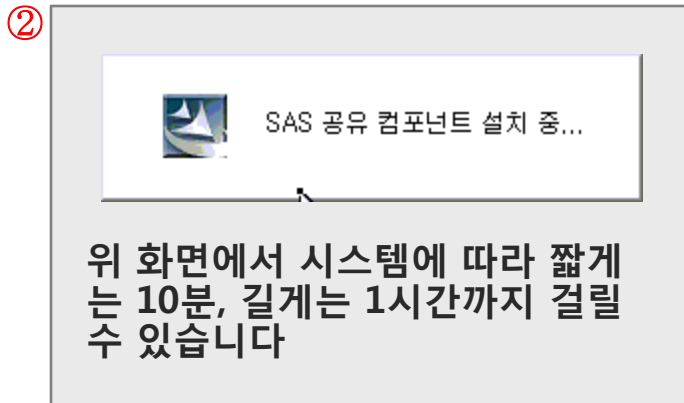 ②
SAS 공유 컴포넌트 설치 중...
위 화면에서 시스템에 따라 짧게
는 10분, 길게는 1시간까지 걸릴
수 있습니다